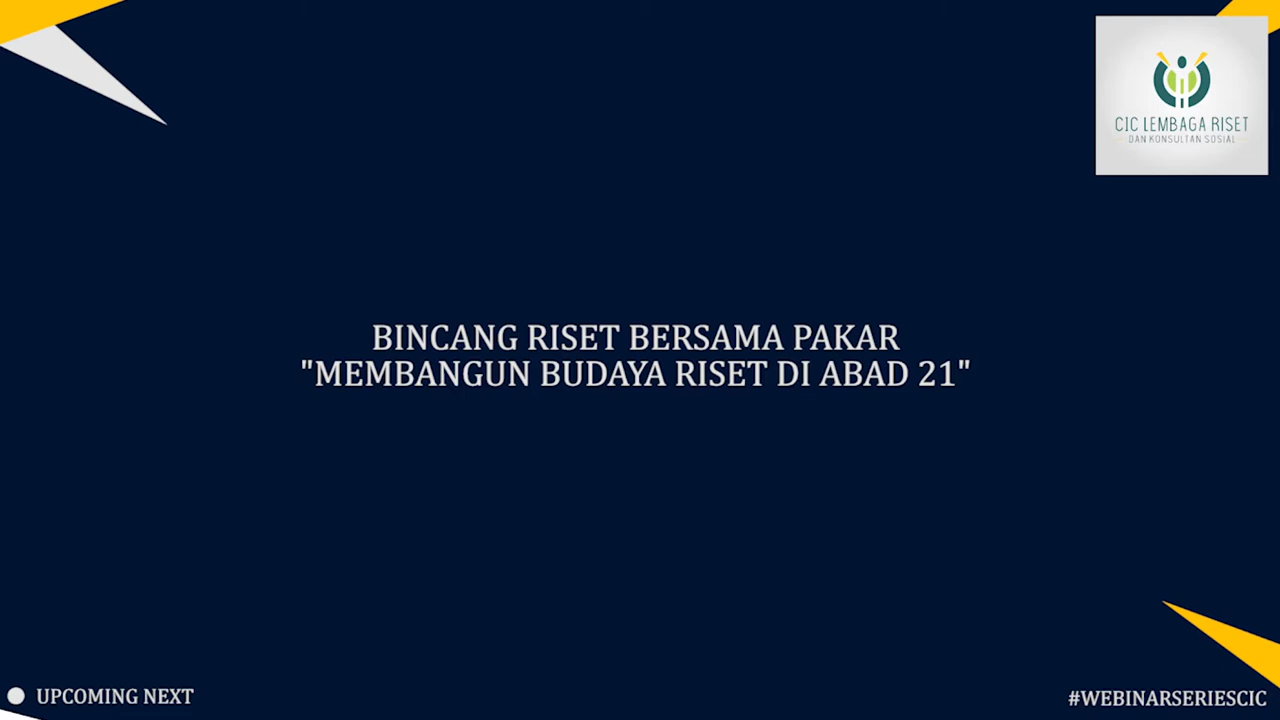 CIC LEMBAGA RISET
DAN KONSULTAN SOSIAL
BINCANG RISET BERSAMA PAKAR
"MEMBANGUN BUDAYA RISET DI ABAD 21"
UPCOMING NEXT
#WEBINARSERIESCIC